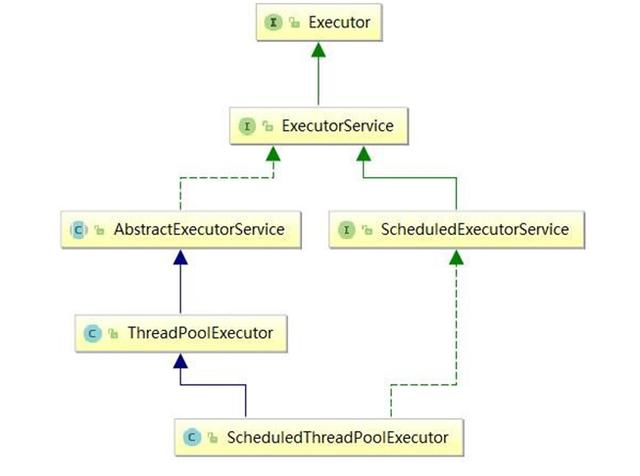 I Executor
I ExecutorService
C AbstractExecutorService
I ScheduledExecutorService
C ThreadPoolExecutor
C ScheduledThreadPoolExecutor